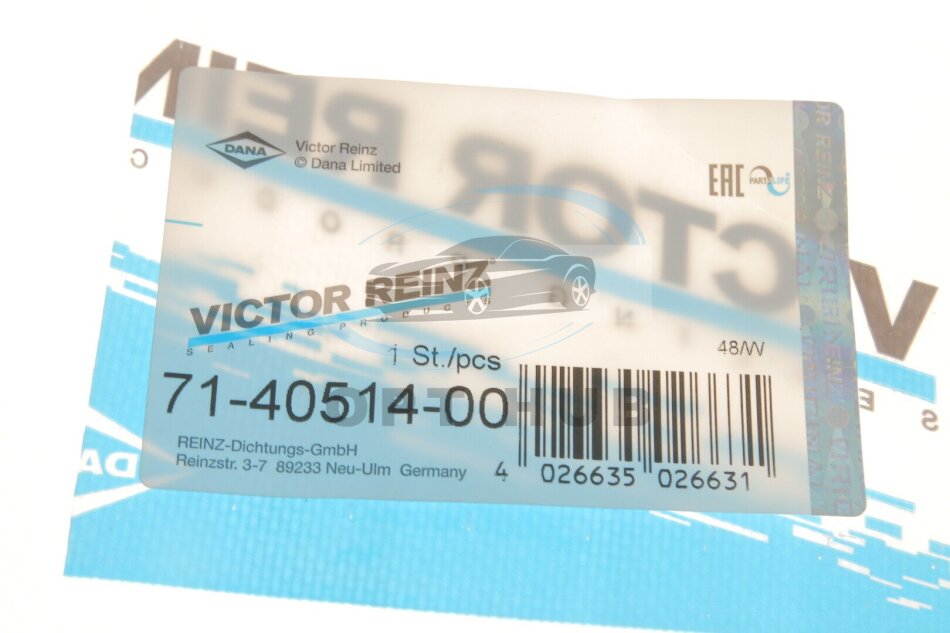 DANA
Victor Reinz
© Dana Limited
EAC
PARTSLIFE
VICTOR REINZ®
SEALING PRODUCTS
1 St./pcs
48/W
71-40514-00
OPTHUB
REINZ-Dichtungs-GmbH
Reinzstr. 3-7 89233 Neu-Ulm Germany
4 026635 026631